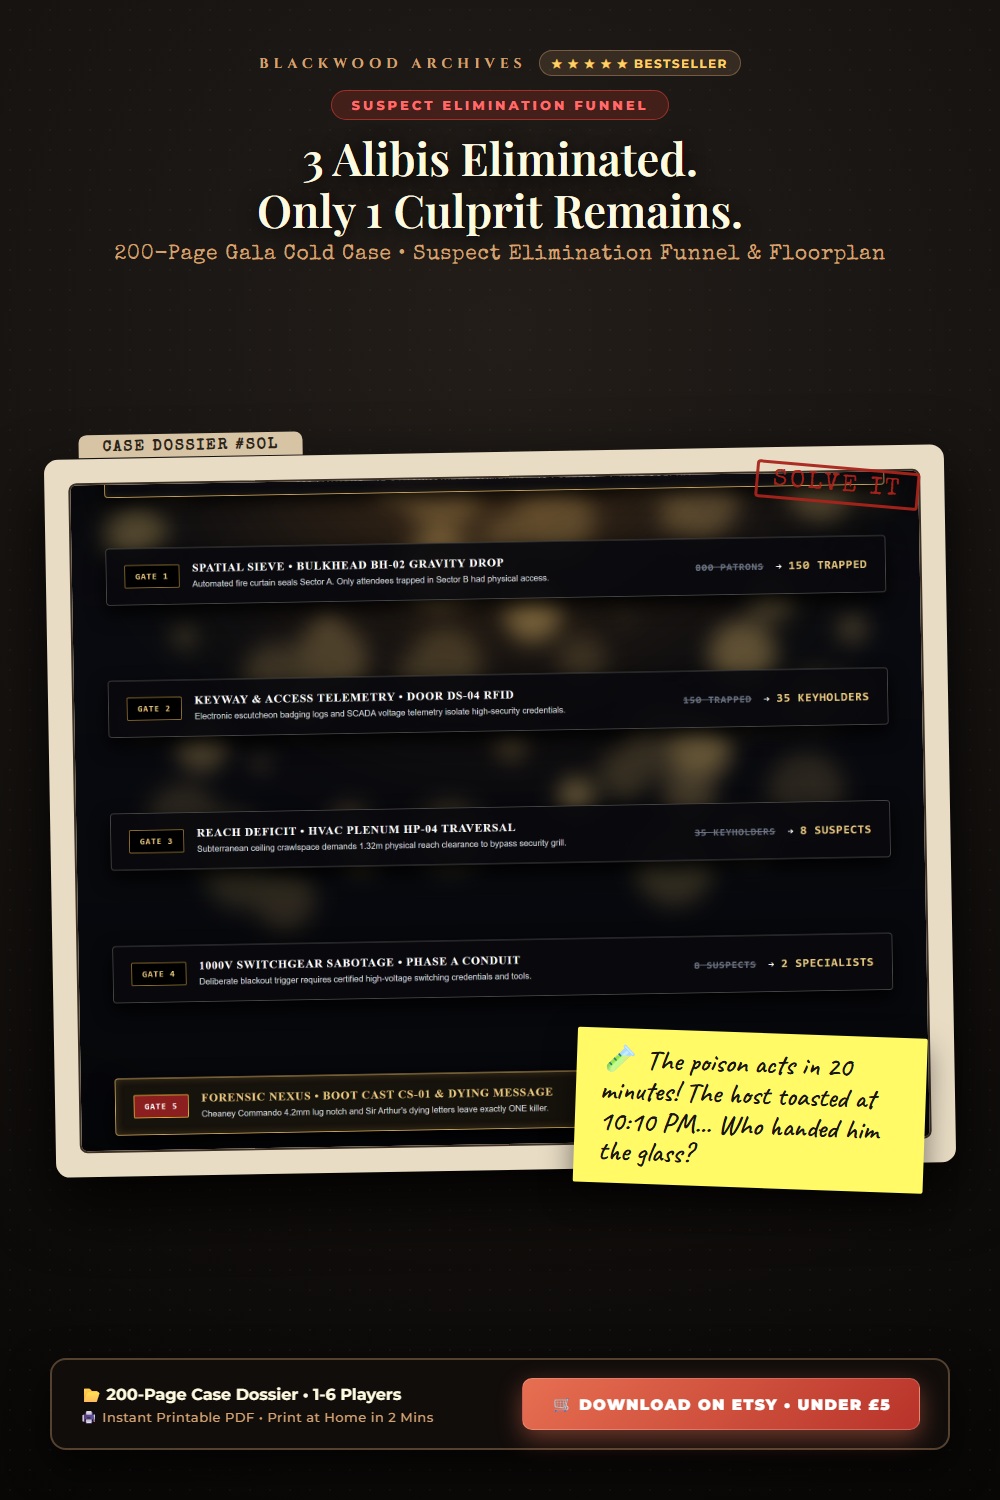 BLACKWOOD ARCHIVES ★★★★★ BESTSELLER
SUSPECT ELIMINATION FUNNEL
3 Alibis Eliminated.
Only 1 Culprit Remains.
200-Page Gala Cold Case • Suspect Elimination Funnel & Floorplan
CASE DOSSIER #SOL
SOLVE IT
GATE 1
SPATIAL SIEVE • BULKHEAD BH-02 GRAVITY DROP
Automated fire curtain seals Sector A. Only attendees trapped in Sector B had physical access.
800 PATRONS → 150 TRAPPED
GATE 2
KEYWAY & ACCESS TELEMETRY • DOOR DS-04 RFID
Electronic escutcheon badging logs and SCADA voltage telemetry isolate high-security credentials.
150 TRAPPED → 35 KEYHOLDERS
GATE 3
REACH DEFICIT • HVAC PLENUM HP-04 TRAVERSAL
Subterranean ceiling crawlspace demands 1.32m physical reach clearance to bypass security grill.
35 KEYHOLDERS → 8 SUSPECTS
GATE 4
1000V SWITCHGEAR SABOTAGE • PHASE A CONDUIT
Deliberate blackout trigger requires certified high-voltage switching credentials and tools.
8 SUSPECTS → 2 SPECIALISTS
GATE 5
FORENSIC NEXUS • BOOT CAST CS-01 & DYING MESSAGE
Cheaney Commando 4.2mm lug notch and Sir Arthur's dying letters leave exactly ONE killer.
The poison acts in 20
minutes! The host toasted at
10:10 PM... Who handed him
the glass?
200-Page Case Dossier • 1-6 Players
Instant Printable PDF · Print at Home in 2 Mins
DOWNLOAD ON ETSY • UNDER £5